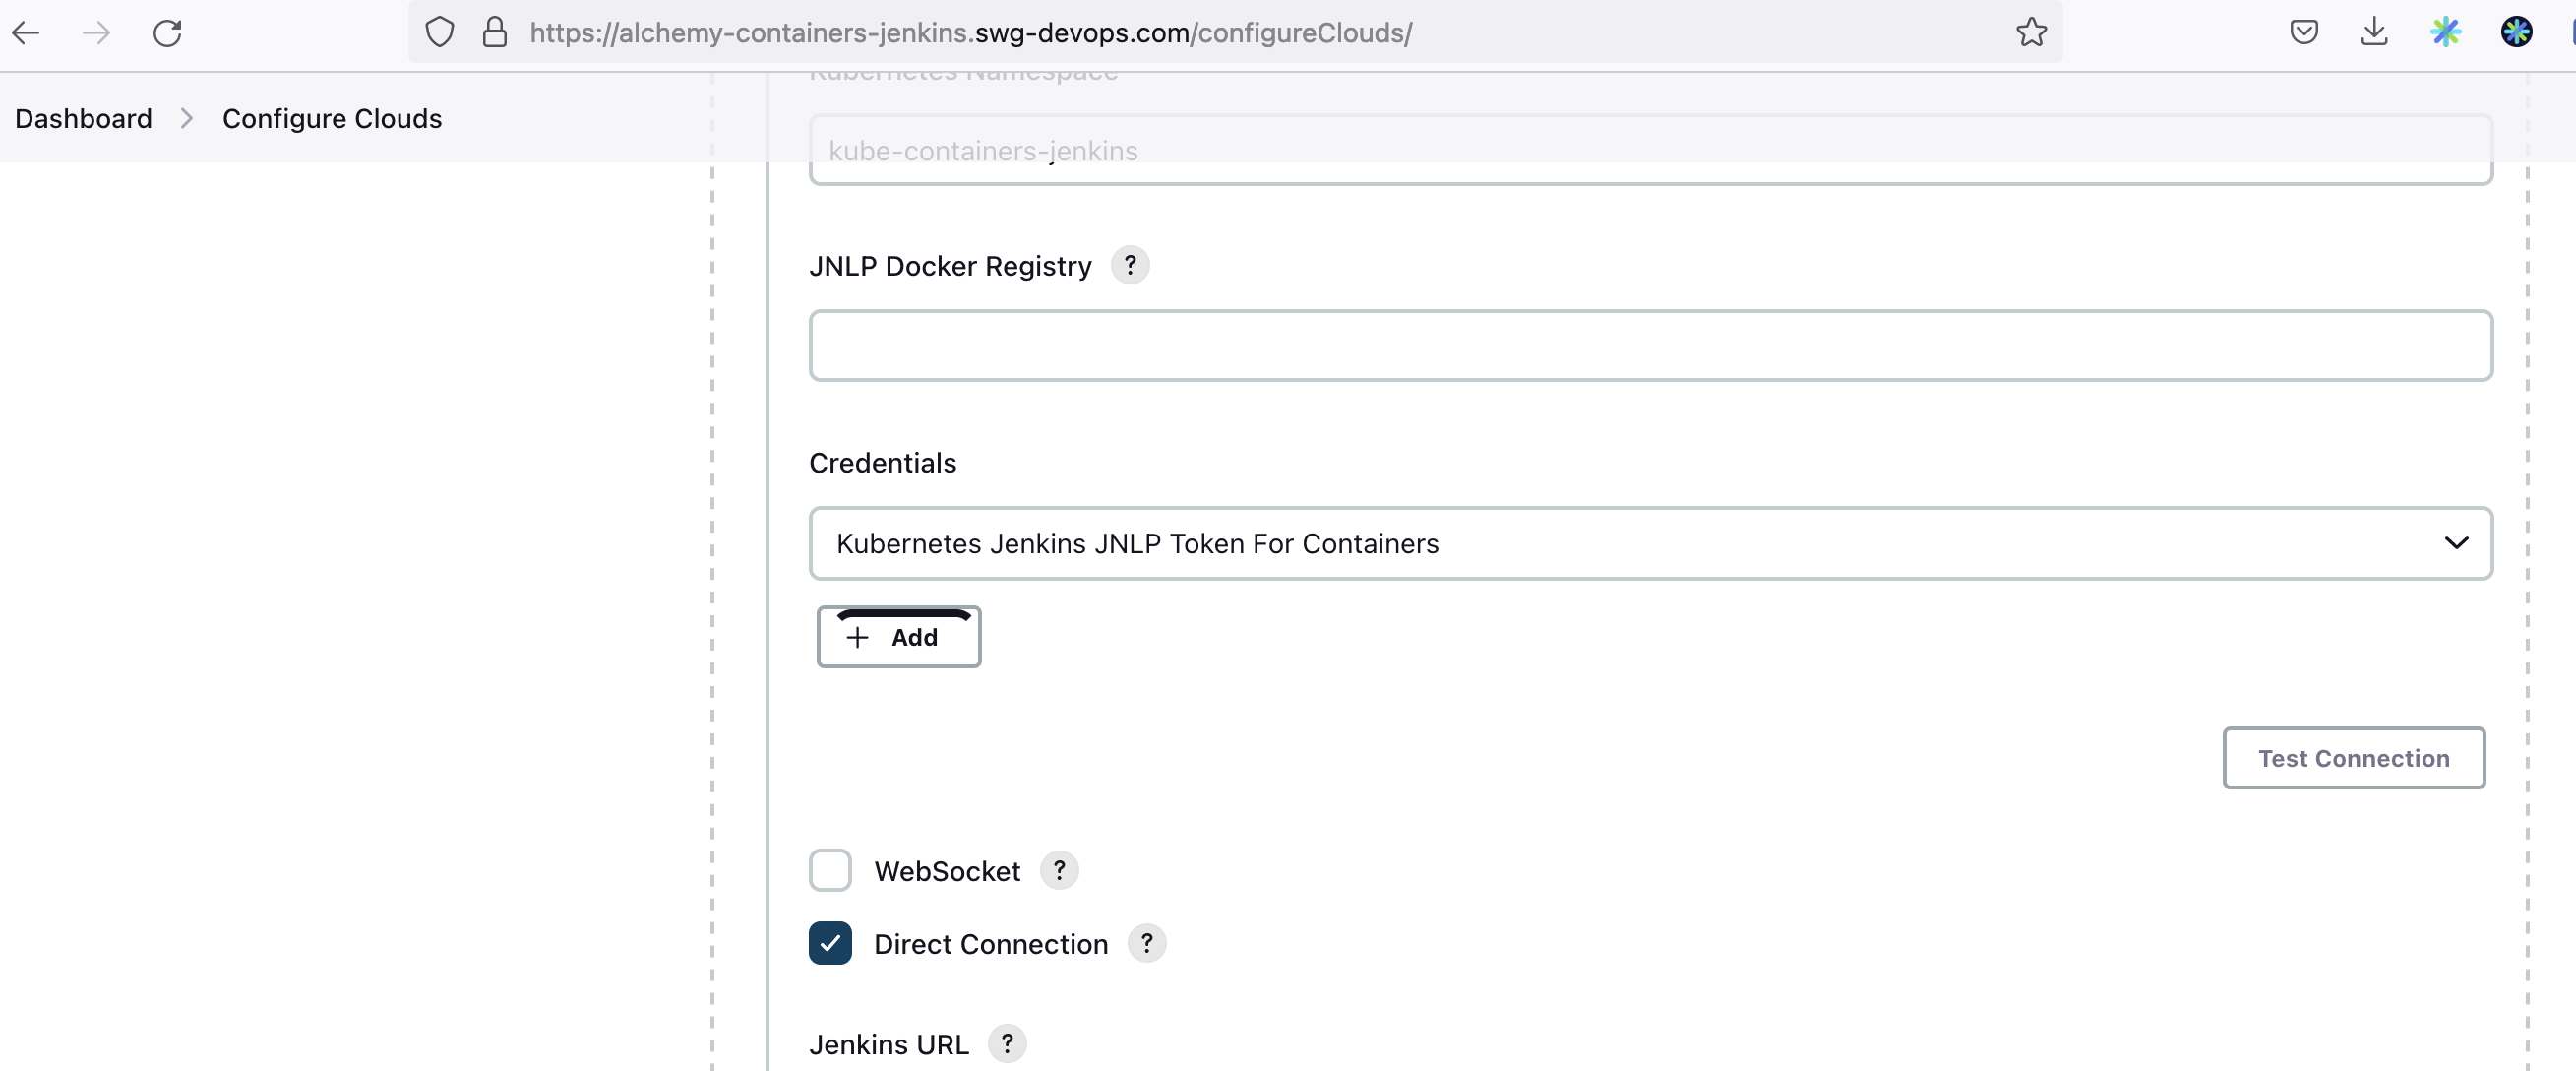 https://alchemy-containers-jenkins.swg-devops.com/configureClouds/
Kubernetes Namespace
Dashboard > Configure Clouds
kube-containers-jenkins
JNLP Docker Registry ?
Credentials
Kubernetes Jenkins JNLP Token For Containers
+ Add
Test Connection
WebSocket ?
Direct Connection ?
Jenkins URL ?